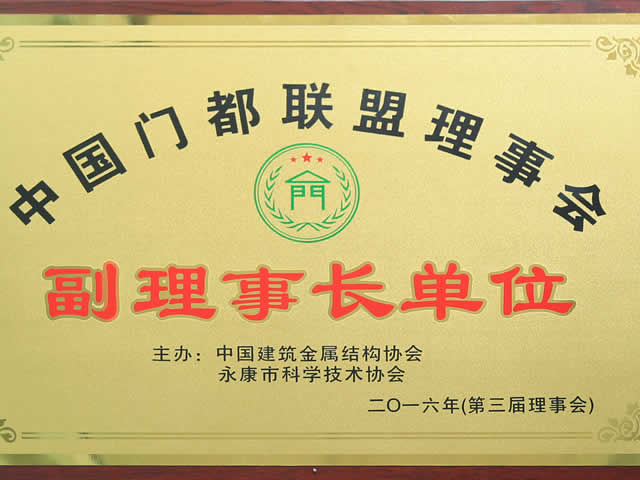 中国门都联盟理事会
門
副理事长单位
主办：中国建筑金属结构协会
永康市科学技术协会
二〇一六年(第三届理事会)